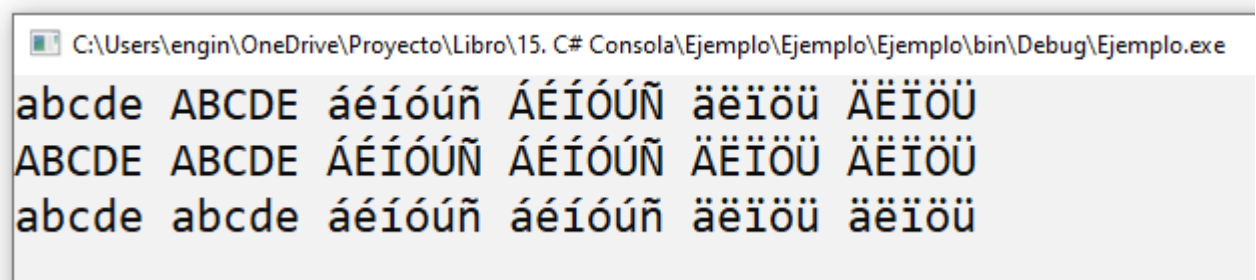 C:\Users\engin\OneDrive\Proyecto\Libro\15. C# Consola\Ejemplo\Ejemplo\Ejemplo\bin\Debug\Ejemplo.exe
abcde ABCDE áéíóúñ ÁÉÍÓÚÑ äëïöü ÄËÏÖÜ
ABCDE ABCDE ÁÉÍÓÚÑ ÁÉÍÓÚÑ ÄËÏÖÜ ÄËÏÖÜ
abcde abcde áéíóúñ áéíóúñ äëïöü äëïöü